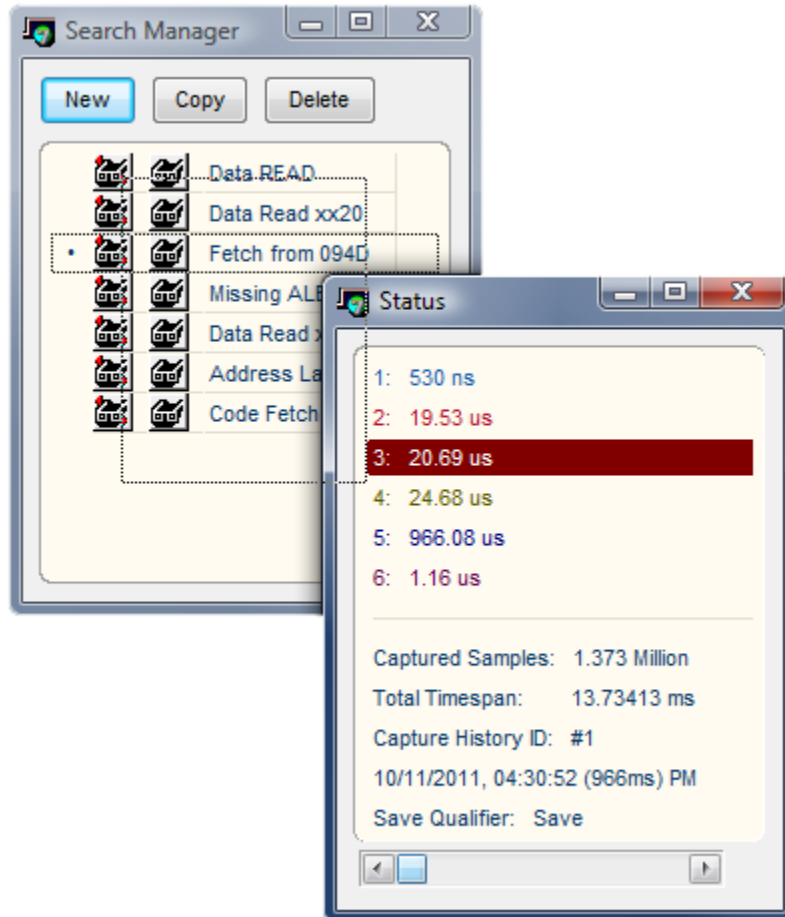 Search Manager
New Copy Delete
Data READ
Data Read xx20
Fetch from 094D
Missing ALE
Data Read
Address La
Code Fetch
Status
1: 530 ns
2: 19.53 us
3: 20.69 us
4: 24.68 us
5: 966.08 us
6: 1.16 us
Captured Samples: 1.373 Million
Total Timespan: 13.73413 ms
Capture History ID: #1
10/11/2011, 04:30:52 (966ms) PM
Save Qualifier: Save